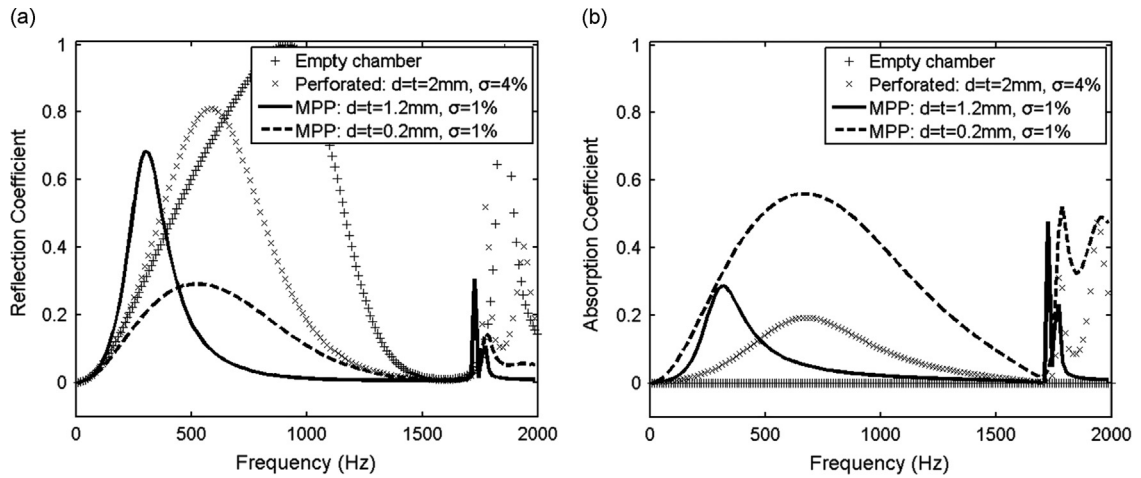 (a)
Reflection Coefficient
1
0.8
0.6
0.4
0.2
0
Empty chamber
Perforated: d=t=2mm, σ=4%
MPP: d=t=1.2mm, σ=1%
MPP: d=t=0.2mm, σ=1%
0 500 1000 1500 2000
Frequency (Hz)
(b)
Absorption Coefficient
1
0.8
0.6
0.4
0.2
0
Empty chamber
Perforated: d=t=2mm, σ=4%
MPP: d=t=1.2mm, σ=1%
MPP: d=t=0.2mm, σ=1%
0 500 1000 1500 2000
Frequency (Hz)